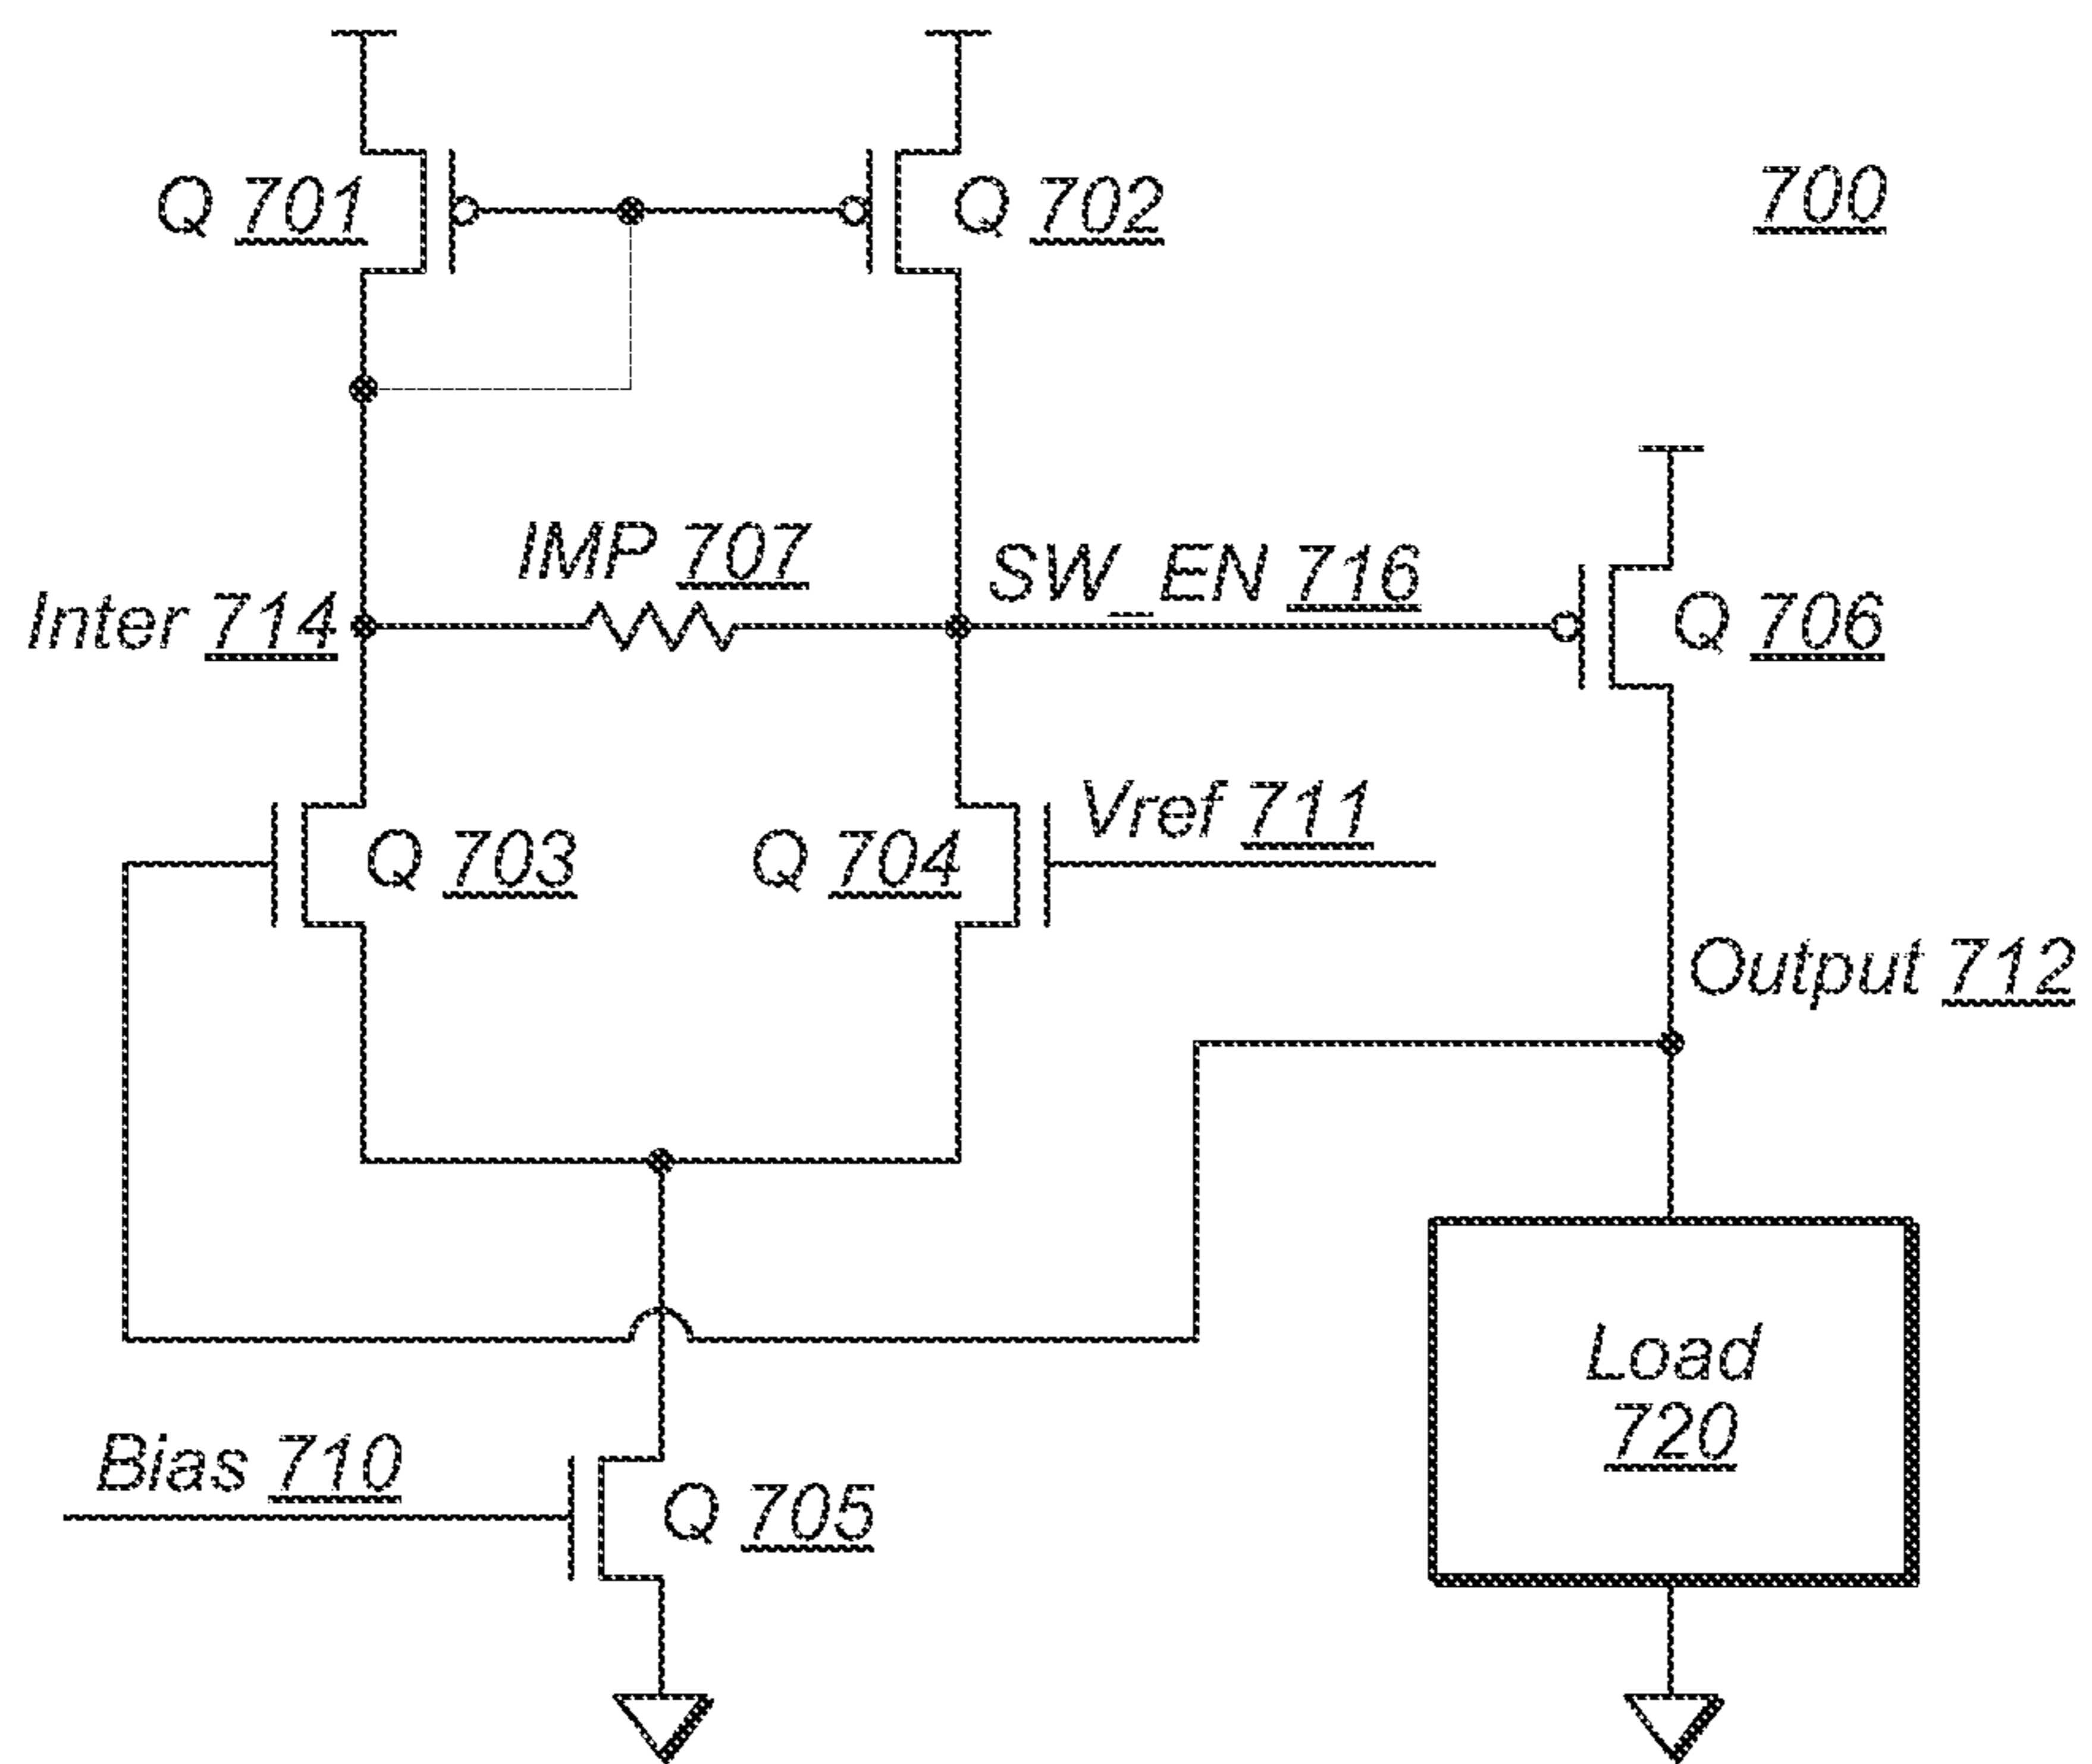 Q 701
Q 702
700
IMP 707
SW_EN 716
Inter 714
Q 706
Vref 711
Q 703
Q 704
Output 712
Load
720
Bias 710
Q 705